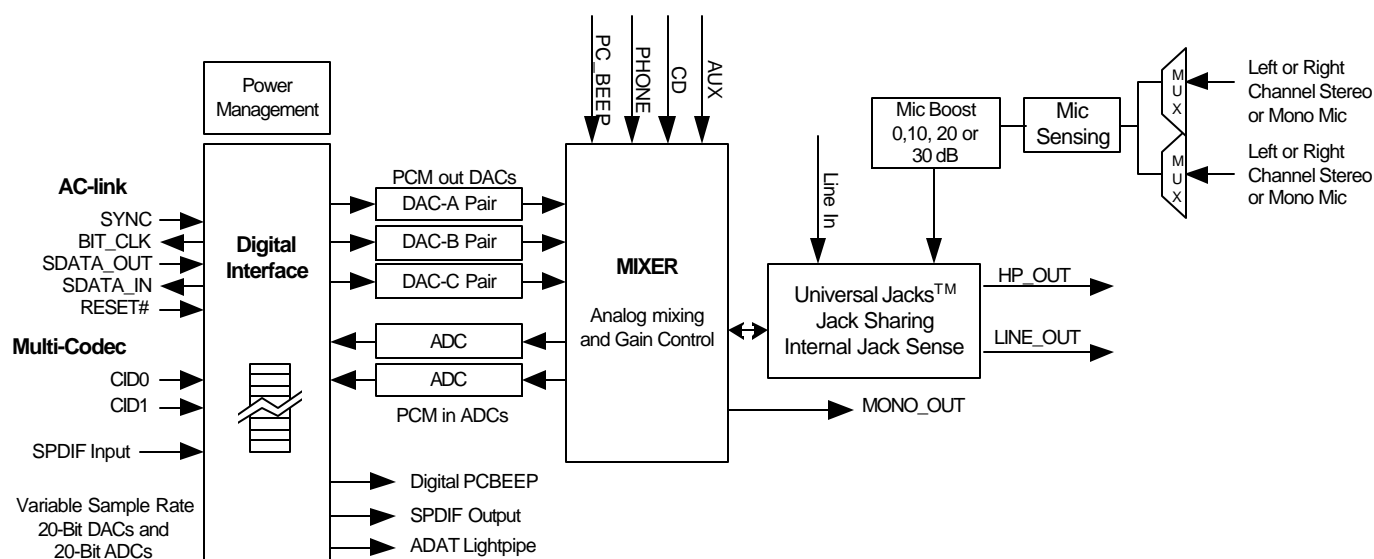 PC_BEEP
PHONE
CD
AUX
Power
Management
AC-link
SYNC
BIT_CLK
SDATA_OUT
SDATA_IN
RESET#
Multi-Codec
CID0
CID1
SPDIF Input
Variable Sample Rate
20-Bit DACs and
20-Bit ADCs
Digital
Interface
PCM out DACs
DAC-A Pair
DAC-B Pair
DAC-C Pair
ADC
ADC
PCM in ADCs
Digital PCBEEP
SPDIF Output
ADAT Lightpipe
MIXER
Analog mixing
and Gain Control
MONO_OUT
Line In
Mic Boost
0,10, 20 or
30 dB
Mic
Sensing
MUX
MUX
Left or Right
Channel Stereo
or Mono Mic
Left or Right
Channel Stereo
or Mono Mic
Universal Jacks™
Jack Sharing
Internal Jack Sense
HP_OUT
LINE_OUT